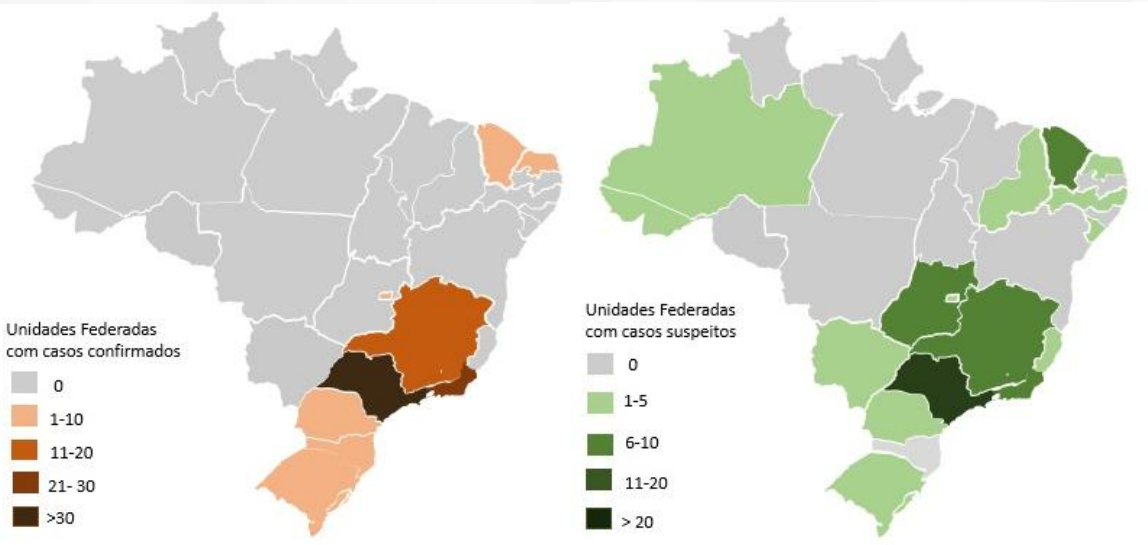 Unidades Federadas
com casos confirmados
0
1-10
11-20
21- 30
>30
Unidades Federadas
com casos suspeitos
0
1-5
6-10
11-20
> 20